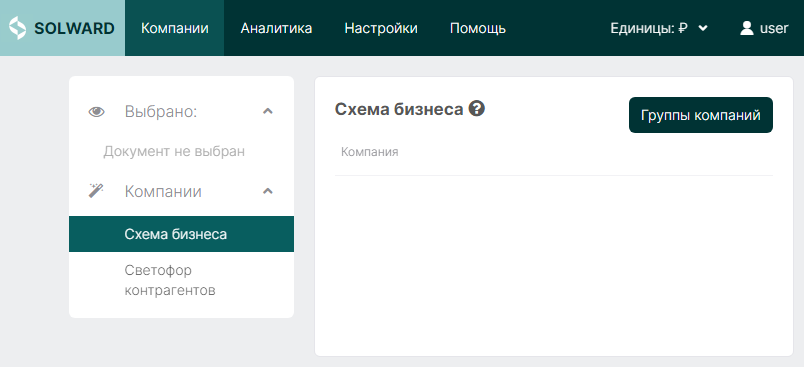 SOLWARD Компании Аналитика Настройки Помощь Единицы: ₽ user
Выбрано:
Документ не выбран
Компании
Схема бизнеса
Светофор
контрагентов
Схема бизнеса ? Группы компаний
Компания